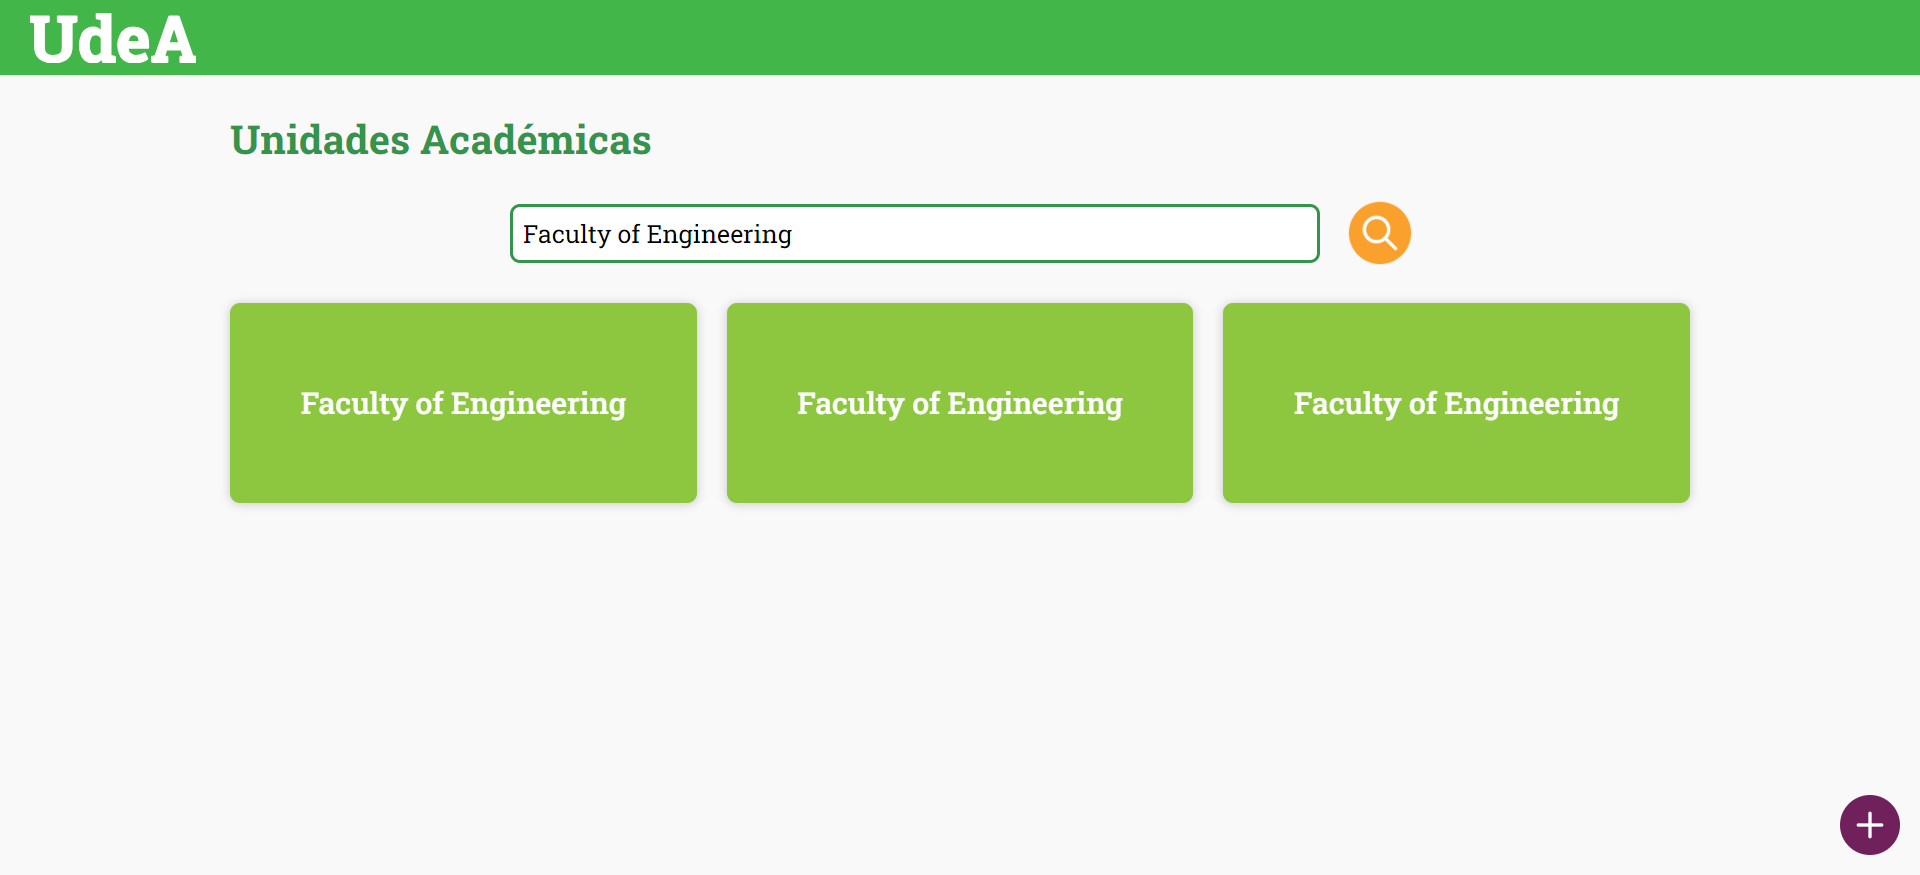 UdeA
Unidades Académicas
Faculty of Engineering
Faculty of Engineering
Faculty of Engineering
Faculty of Engineering